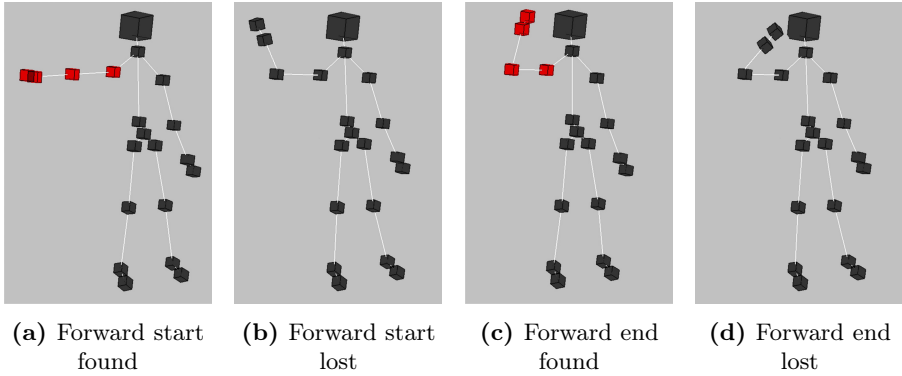 (a) Forward start
found
(b) Forward start
lost
(c) Forward end
found
(d) Forward end
lost